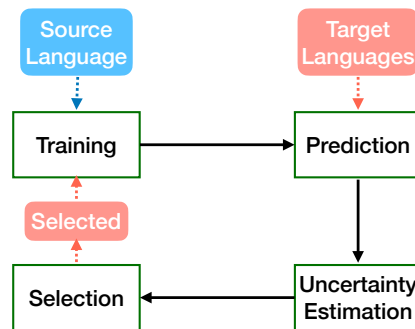 Source
Language
Target
Languages
Training
Prediction
Selected
Selection
Uncertainty
Estimation